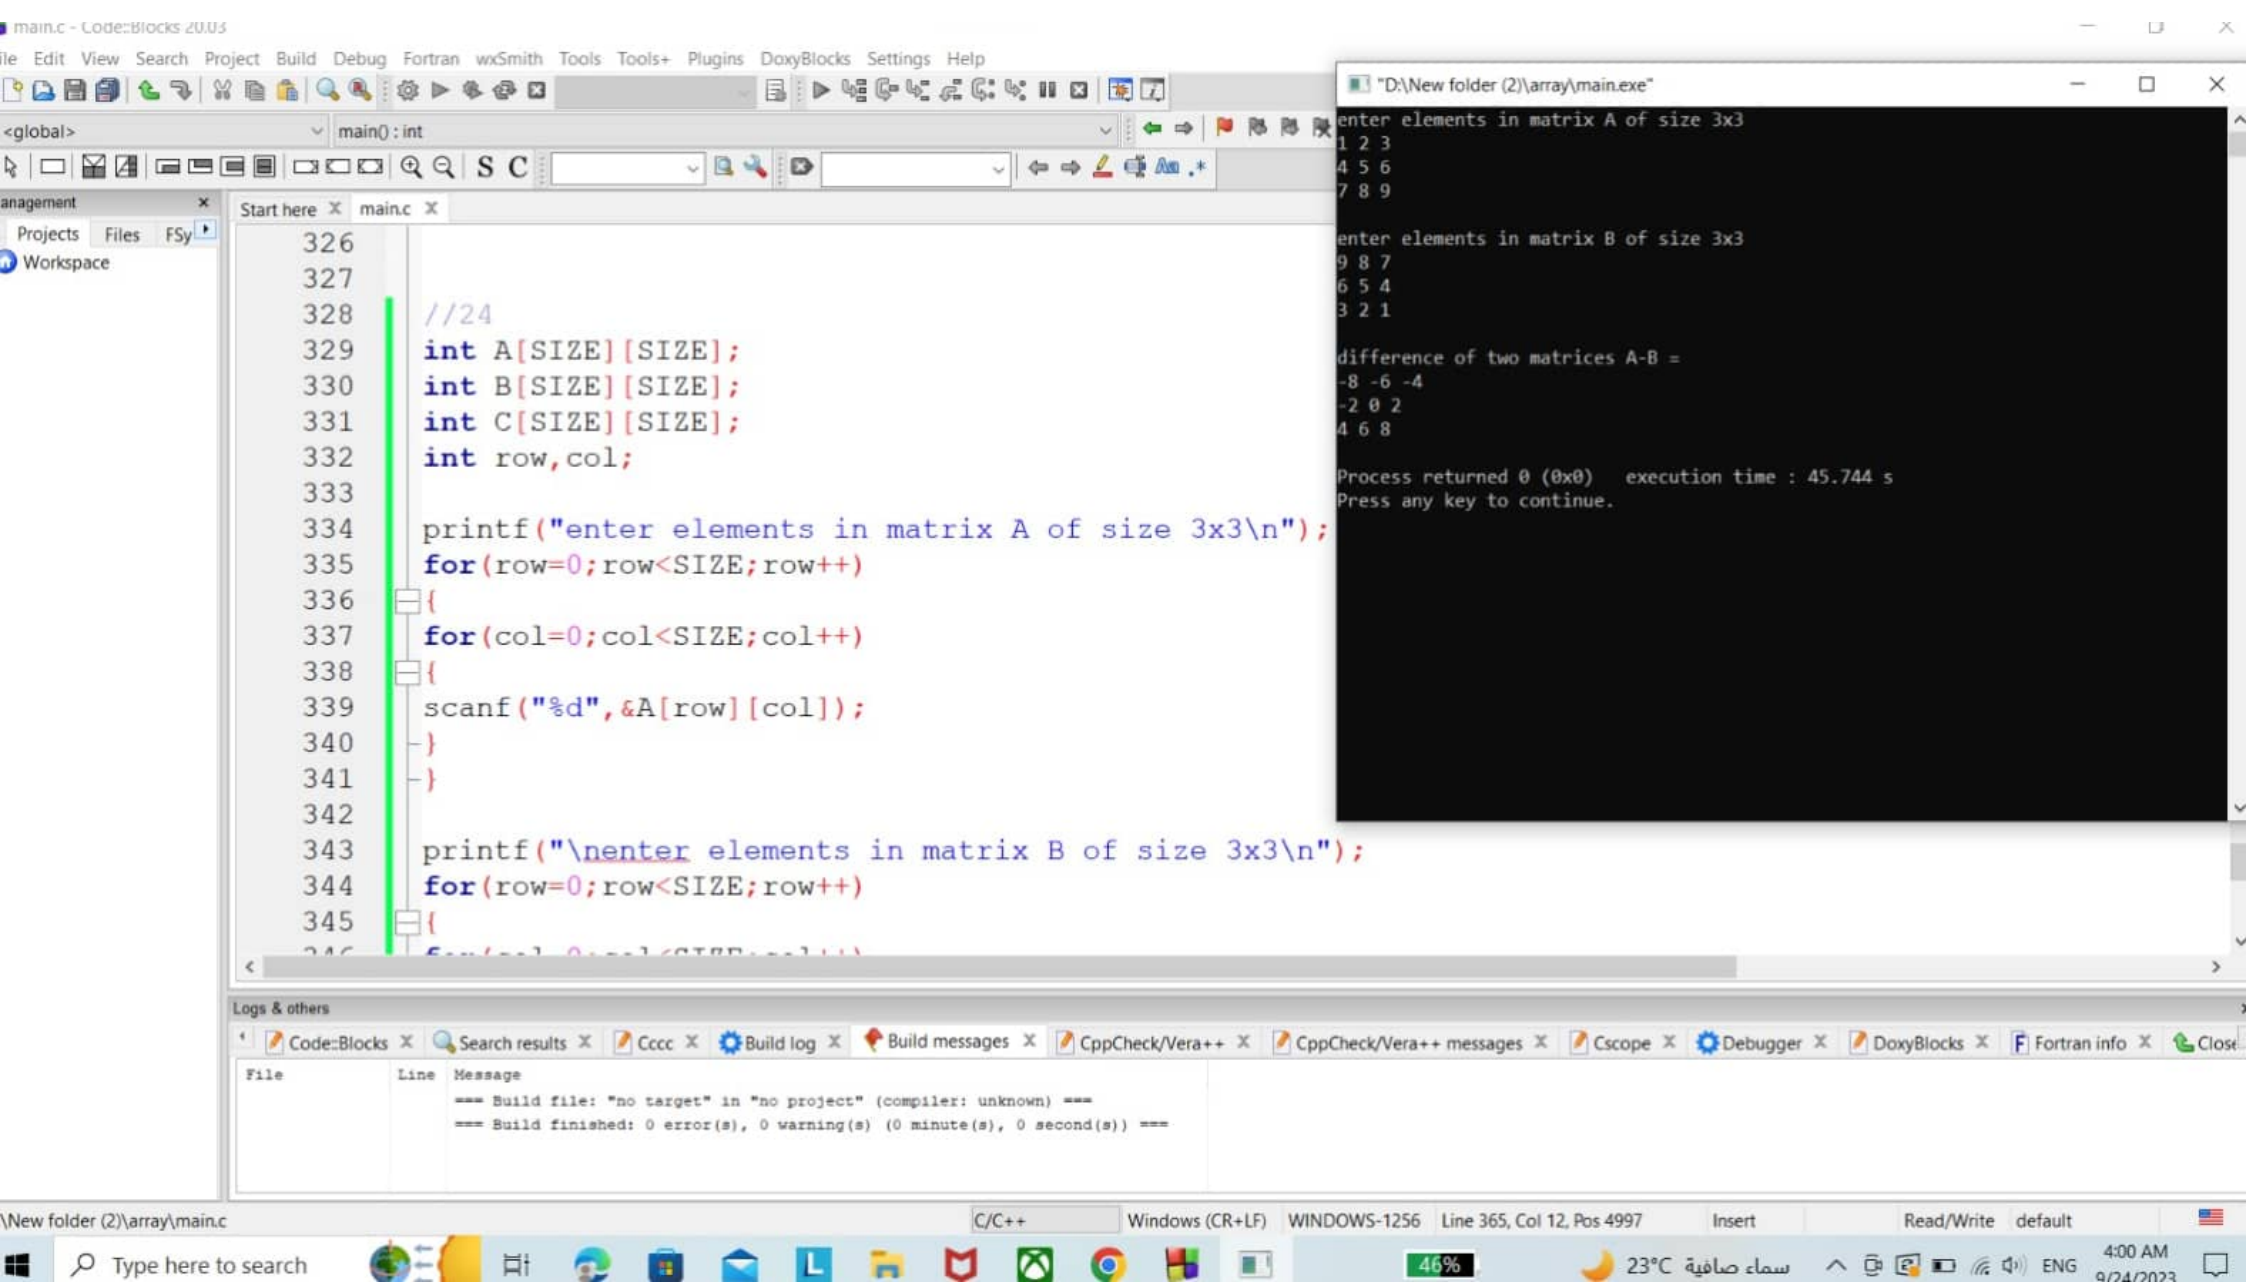 main.c - Code::Blocks 20.03
File Edit View Search Project Build Debug Fortran wxSmith Tools Tools+ Plugins DoxyBlocks Settings Help
<global> main() : int
S C
anagement
Projects Files FSy
Workspace
Start here main.c
326
327
328 //24
329 int A[SIZE][SIZE];
330 int B[SIZE][SIZE];
331 int C[SIZE][SIZE];
332 int row,col;
333
334 printf("enter elements in matrix A of size 3x3\n");
335 for(row=0;row<SIZE;row++)
336 {
337 for(col=0;col<SIZE;col++)
338 {
339 scanf("%d",&A[row][col]);
340 }
341 }
342
343 printf("\nenter elements in matrix B of size 3x3\n");
344 for(row=0;row<SIZE;row++)
345 {
346 for(col=0;col<SIZE;col++)
"D:\New folder (2)\array\main.exe"
enter elements in matrix A of size 3x3
1 2 3
4 5 6
7 8 9
enter elements in matrix B of size 3x3
9 8 7
6 5 4
3 2 1
difference of two matrices A-B =
-8 -6 -4
-2 0 2
4 6 8
Process returned 0 (0x0) execution time : 45.744 s
Press any key to continue.
Logs & others
Code::Blocks Search results Cccc Build log Build messages CppCheck/Vera++ CppCheck/Vera++ messages Cscope Debugger DoxyBlocks Fortran info Close
File Line Message
=== Build file: "no target" in "no project" (compiler: unknown) ===
=== Build finished: 0 error(s), 0 warning(s) (0 minute(s), 0 second(s)) ===
\New folder (2)\array\main.c C/C++ Windows (CR+LF) WINDOWS-1256 Line 365, Col 12, Pos 4997 Insert Read/Write default
Type here to search 46% 23°C سماء صافية ENG 4:00 AM
9/24/2023